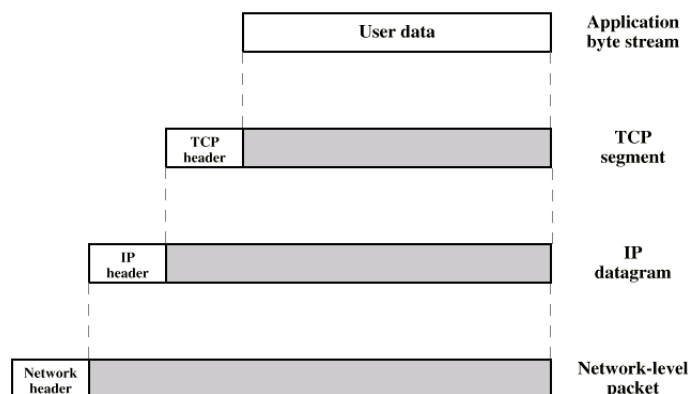 User data
Application
byte stream
TCP
header
TCP
segment
IP
header
IP
datagram
Network
header
Network-level
packet